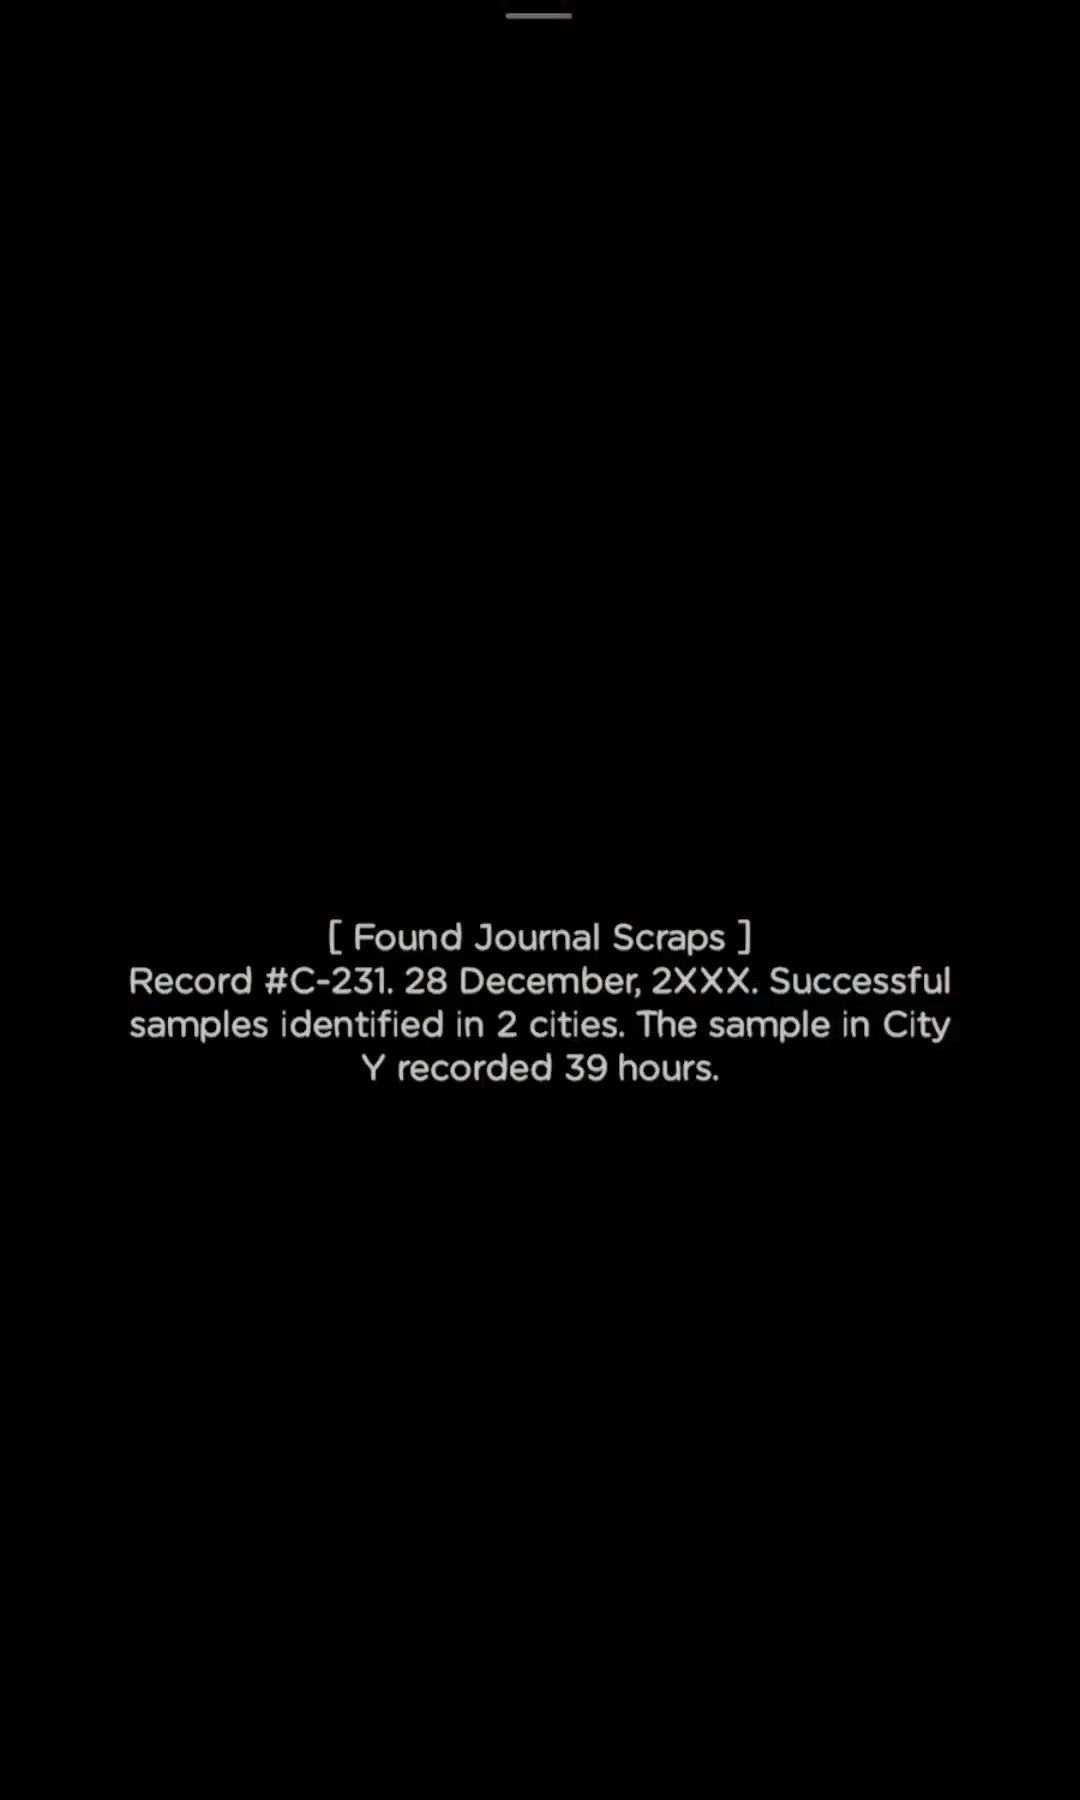 [ Found Journal Scraps ]
Record #C-231. 28 December, 2XXX. Successful
samples identified in 2 cities. The sample in City
Y recorded 39 hours.